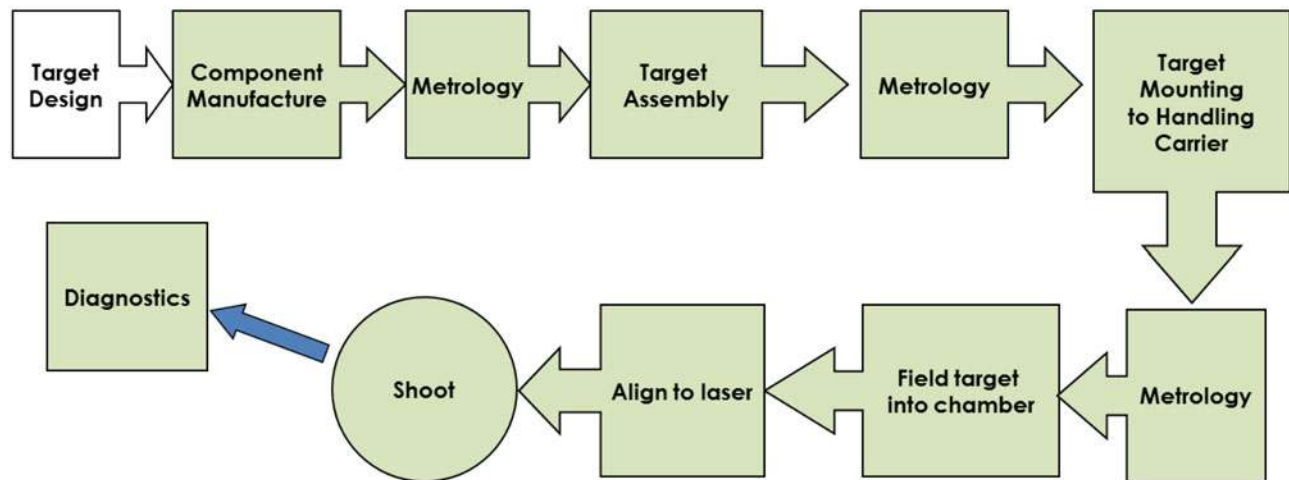 Target
Design
Component
Manufacture
Metrology
Target
Assembly
Metrology
Target
Mounting
to Handling
Carrier
Metrology
Field target
into chamber
Align to laser
Shoot
Diagnostics